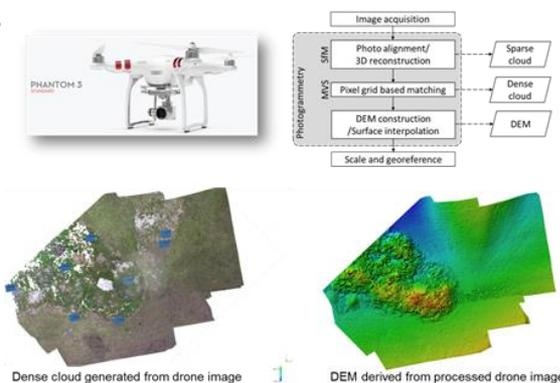 PHANTOM 3
STANDARD
Image acquisition
Photogrammetry
SfM
Photo alignment/
3D reconstruction
Sparse
cloud
MVS
Pixel grid based matching
Dense
cloud
DEM construction
/Surface interpolation
DEM
Scale and georeference
Dense cloud generated from drone image
DEM derived from processed drone image